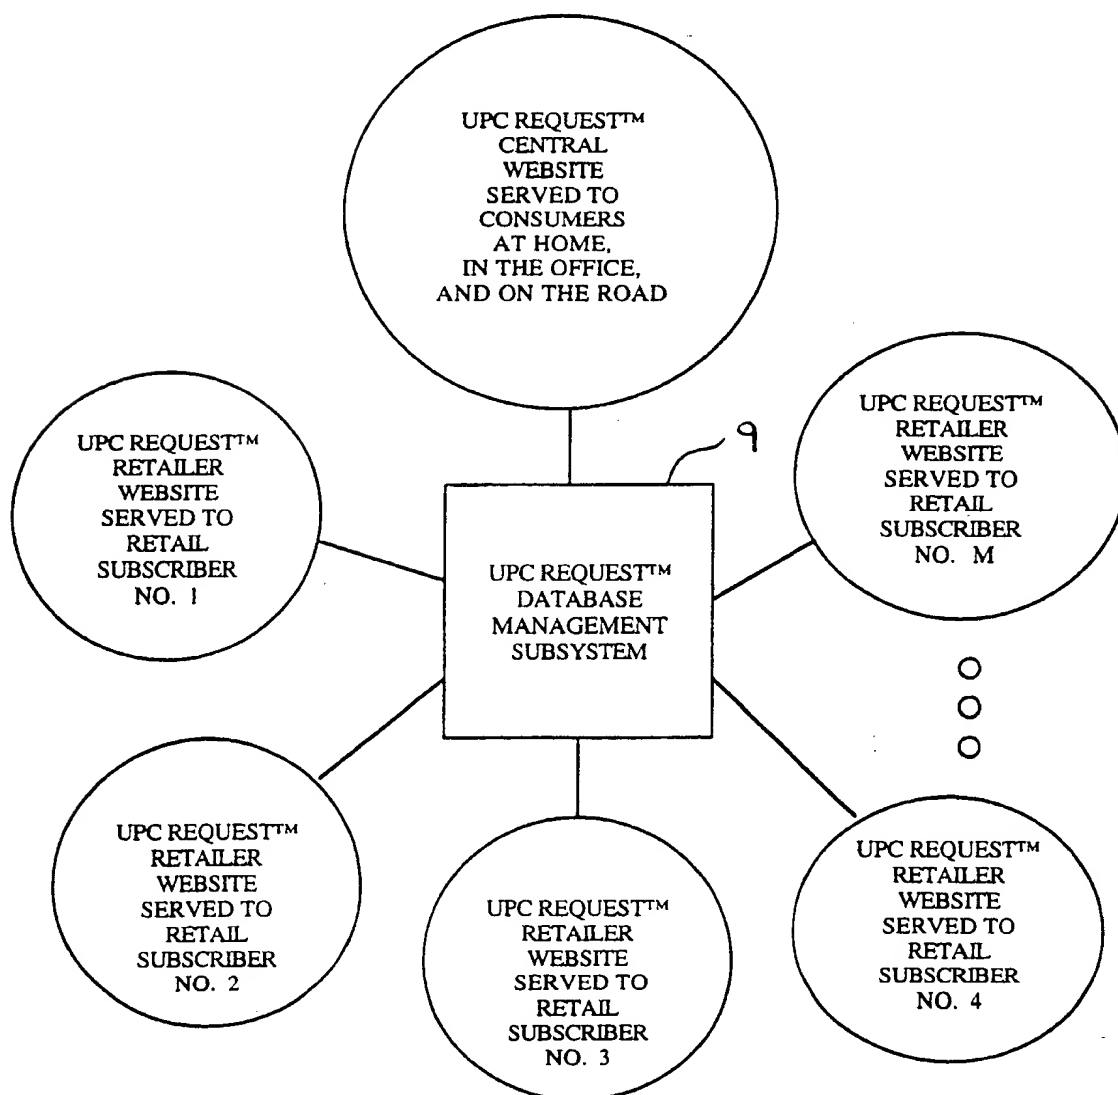 UPC REQUEST™
CENTRAL
WEBSITE
SERVED TO
CONSUMERS
AT HOME,
IN THE OFFICE,
AND ON THE ROAD
9
UPC REQUEST™
RETAILER
WEBSITE
SERVED TO
RETAIL
SUBSCRIBER
NO. 1
UPC REQUEST™
DATABASE
MANAGEMENT
SUBSYSTEM
UPC REQUEST™
RETAILER
WEBSITE
SERVED TO
RETAIL
SUBSCRIBER
NO. M
UPC REQUEST™
RETAILER
WEBSITE
SERVED TO
RETAIL
SUBSCRIBER
NO. 2
UPC REQUEST™
RETAILER
WEBSITE
SERVED TO
RETAIL
SUBSCRIBER
NO. 3
UPC REQUEST™
RETAILER
WEBSITE
SERVED TO
RETAIL
SUBSCRIBER
NO. 4